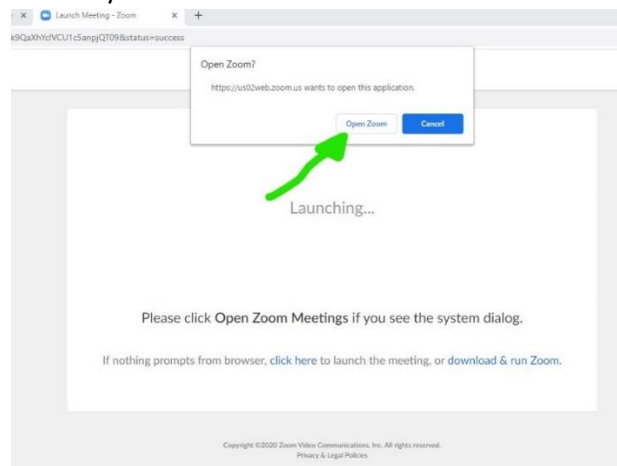 Launch Meeting - Zoom
status=success
Open Zoom?
https://us02web.zoom.us wants to open this application.
Open Zoom Cancel
Launching...
Please click Open Zoom Meetings if you see the system dialog.
If nothing prompts from browser, click here to launch the meeting, or download & run Zoom.
Copyright ©2020 Zoom Video Communications, Inc. All rights reserved.
Privacy & Legal Policies